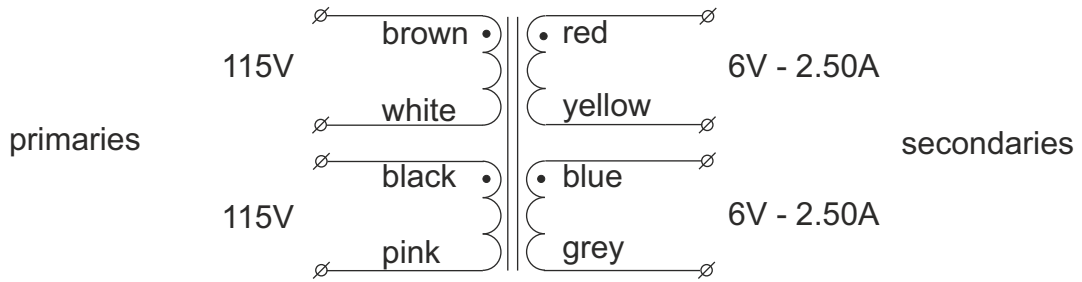 brown
red
115V
6V - 2.50A
white
yellow
primaries
secondaries
black
blue
115V
6V - 2.50A
pink
grey